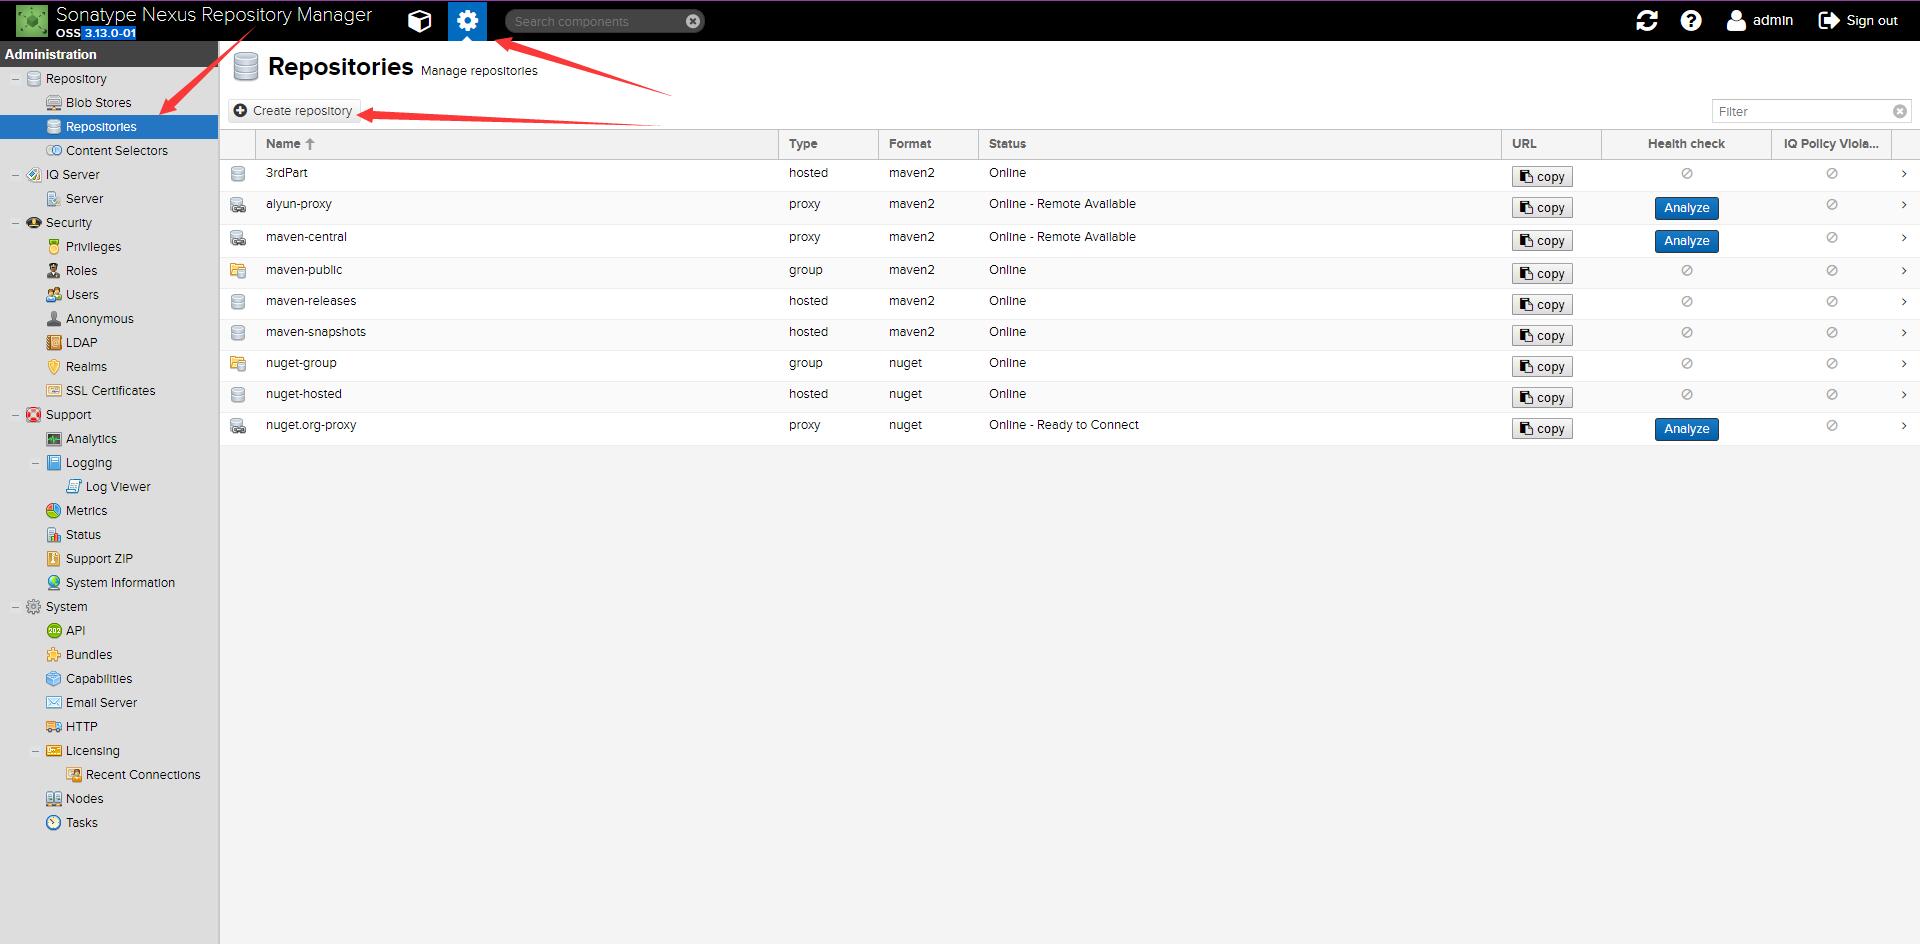 Sonatype Nexus Repository Manager
OSS 3.13.0-01
Search components
admin
Sign out
Administration
Repository
Blob Stores
Repositories
Content Selectors
IQ Server
Server
Security
Privileges
Roles
Users
Anonymous
LDAP
Realms
SSL Certificates
Support
Analytics
Logging
Log Viewer
Metrics
Status
Support ZIP
System Information
System
API
Bundles
Capabilities
Email Server
HTTP
Licensing
Recent Connections
Nodes
Tasks
Repositories Manage repositories
Create repository
Filter
Name Type Format Status URL Health check IQ Policy Viola...
3rdPart hosted maven2 Online copy
alyun-proxy proxy maven2 Online - Remote Available copy Analyze
maven-central proxy maven2 Online - Remote Available copy Analyze
maven-public group maven2 Online copy
maven-releases hosted maven2 Online copy
maven-snapshots hosted maven2 Online copy
nuget-group group nuget Online copy
nuget-hosted hosted nuget Online copy
nuget.org-proxy proxy nuget Online - Ready to Connect copy Analyze